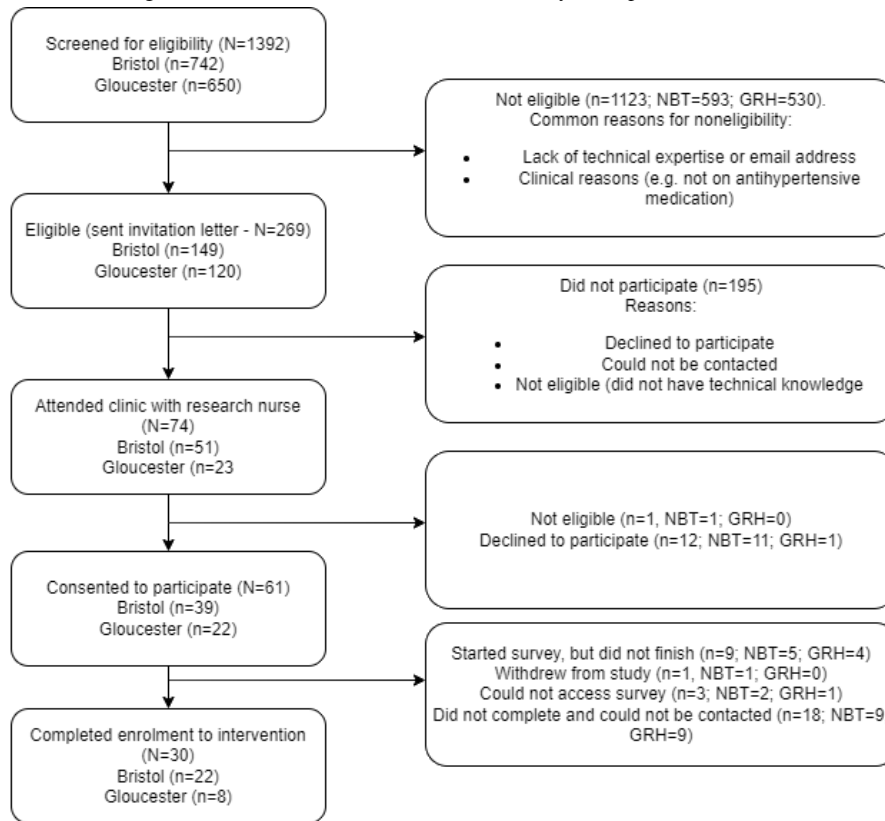 Screened for eligibility (N=1392)
Bristol (n=742)
Gloucester (n=650)
Not eligible (n=1123; NBT=593; GRH=530).
Common reasons for noneligibility:
• Lack of technical expertise or email address
• Clinical reasons (e.g. not on antihypertensive
medication)
Eligible (sent invitation letter - N=269)
Bristol (n=149)
Gloucester (n=120)
Did not participate (n=195)
Reasons:
• Declined to participate
• Could not be contacted
• Not eligible (did not have technical knowledge
Attended clinic with research nurse
(N=74)
Bristol (n=51)
Gloucester (n=23
Not eligible (n=1, NBT=1; GRH=0)
Declined to participate (n=12; NBT=11; GRH=1)
Consented to participate (N=61)
Bristol (n=39)
Gloucester (n=22)
Started survey, but did not finish (n=9; NBT=5; GRH=4)
Withdrew from study (n=1, NBT=1; GRH=0)
Could not access survey (n=3; NBT=2; GRH=1)
Did not complete and could not be contacted (n=18; NBT=9
GRH=9)
Completed enrolment to intervention
(N=30)
Bristol (n=22)
Gloucester (n=8)